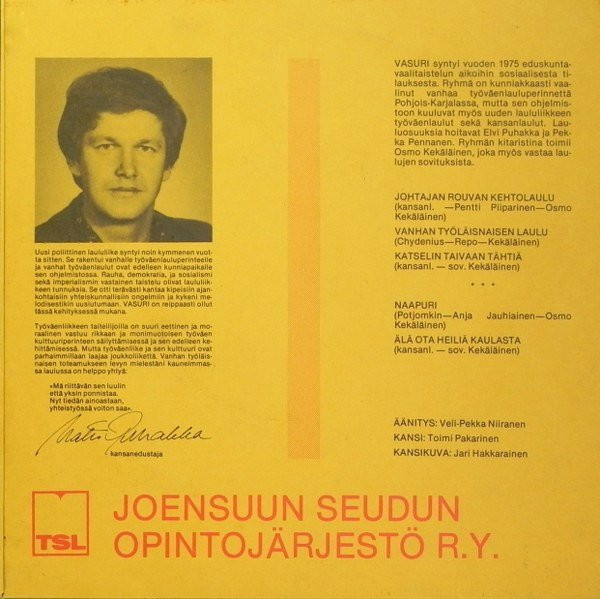 Uusi poliittinen laululiike syntyi noin kymmenen vuot-
ta sitten. Se rakentui vanhalle työväenlauluperinteelle
ja vanhat työväenlaulut ovat edelleen kunniapaikalle
sen ohjelmistossa. Rauha, demokratia, ja sosialismi
sekä imperialismin vastainen taistelu olivat laululiik-
keen tunnuksia. Se otti terävästi kantaa kipeisiin ajan-
kohtaisiin yhteiskunnallisiin ongelmiin ja kykeni me-
lodisestikin uusiutumaan. VASURI on reippaasti ollut
tässä kehityksessä mukana.
Työväenliikkeen taiteilijoilla on suuri eettinen ja mo-
raalinen vastuu rikkaan ja monimuotoisen työväen
kulttuuriperinteen säilyttämisessä ja sen edelleen ke-
hittämisessä. Mutta työväenliike ja sen kulttuuri ovat
parhaimmillaan laajaa joukkoliikettä. Vanhan työläis-
naisen toteamukseen levyn mielestäni kauneimmas-
sa laulussa on helppo yhtyä:
»Mä riittävän sen luulin
että yksin ponnistaa.
Nyt tiedän ainoastaan,
yhteistyössä voiton saa».
Matti Puhakka
kansanedustaja
VASURI syntyi vuoden 1975 eduskunta-
vaalitaistelun aikoihin sosiaalisesta ti-
lauksesta. Ryhmä on kunniakkaasti vaa-
linut vanhaa työväenlauluperinnettä
Pohjois-Karjalassa, mutta sen ohjelmis-
toon kuuluvat myös uuden laululiikkeen
työväenlaulut sekä kansanlaulut. Lau-
luosuuksia hoitavat Elvi Puhakka ja Pek-
ka Pennanen. Ryhmän kitaristina toimii
Osmo Kekäläinen, joka myös vastaa lau-
lujen sovituksista.
JOHTAJAN ROUVAN KEHTOLAULU
(kansanl. —Pentti Piiparinen—Osmo
Kekäläinen)
VANHAN TYÖLÄISNAISEN LAULU
(Chydenius—Repo—Kekäläinen)
KATSELIN TAIVAAN TÄHTIÄ
(kansanl. — sov. Kekäläinen)
• • •
NAAPURI
(Potjomkin—Anja Jauhiainen—Osmo
Kekäläinen)
ÄLÄ OTA HEILIÄ KAULASTA
(kansanl. — sov. Kekäläinen)
ÄÄNITYS: Veli-Pekka Niiranen
KANSI: Toimi Pakarinen
KANSIKUVA: Jari Hakkarainen
TSL
JOENSUUN SEUDUN
OPINTOJÄRJESTÖ R.Y.